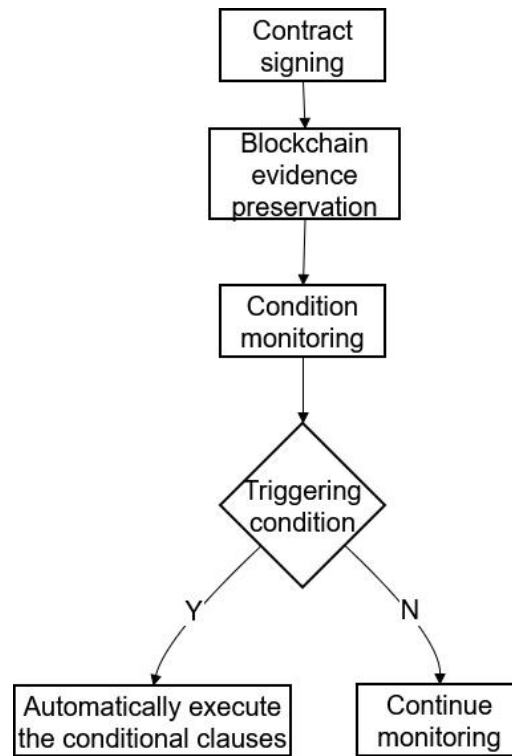 Contract
signing
Blockchain
evidence
preservation
Condition
monitoring
Triggering
condition
Y
N
Automatically execute
the conditional clauses
Continue
monitoring